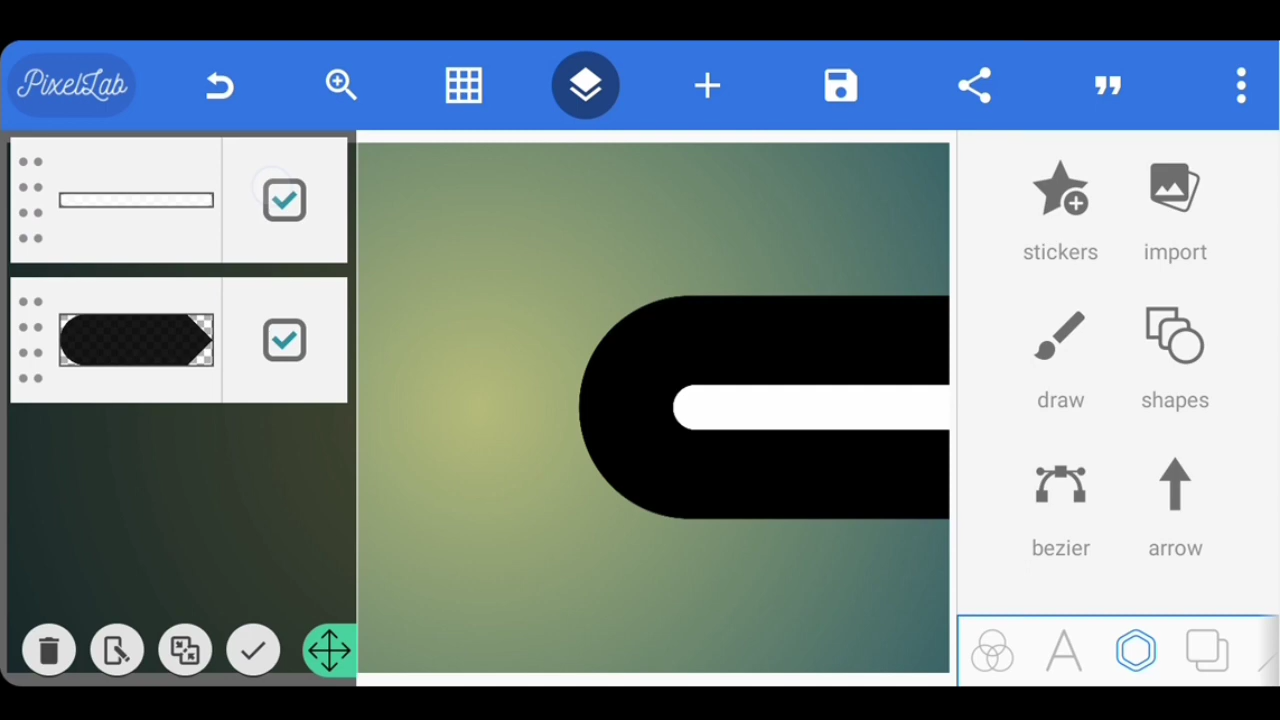 PixelLab
stickers
import
draw
shapes
bezier
arrow